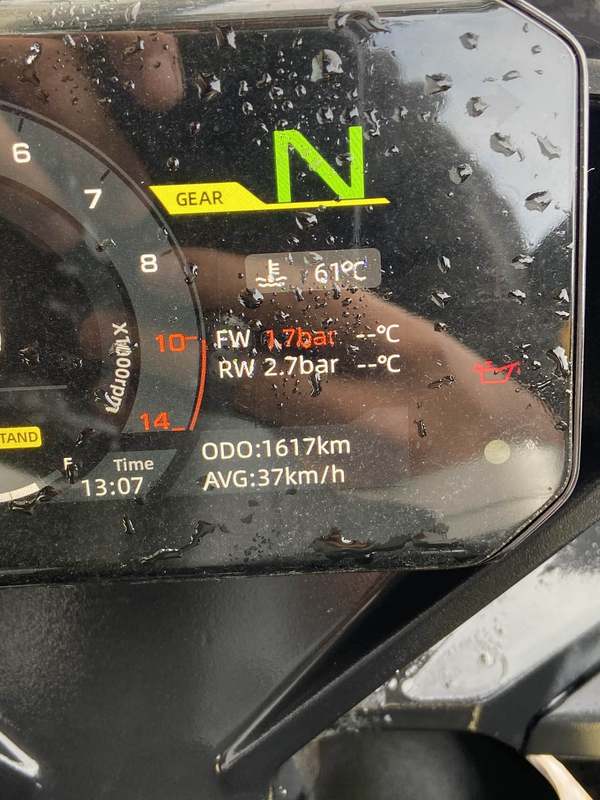 6
7
8
10
14
X1000rpm
N
GEAR
61°C
FW 1.7bar --°C
RW 2.7bar --°C
TAND
F
Time
13:07
ODO:1617km
AVG:37km/h